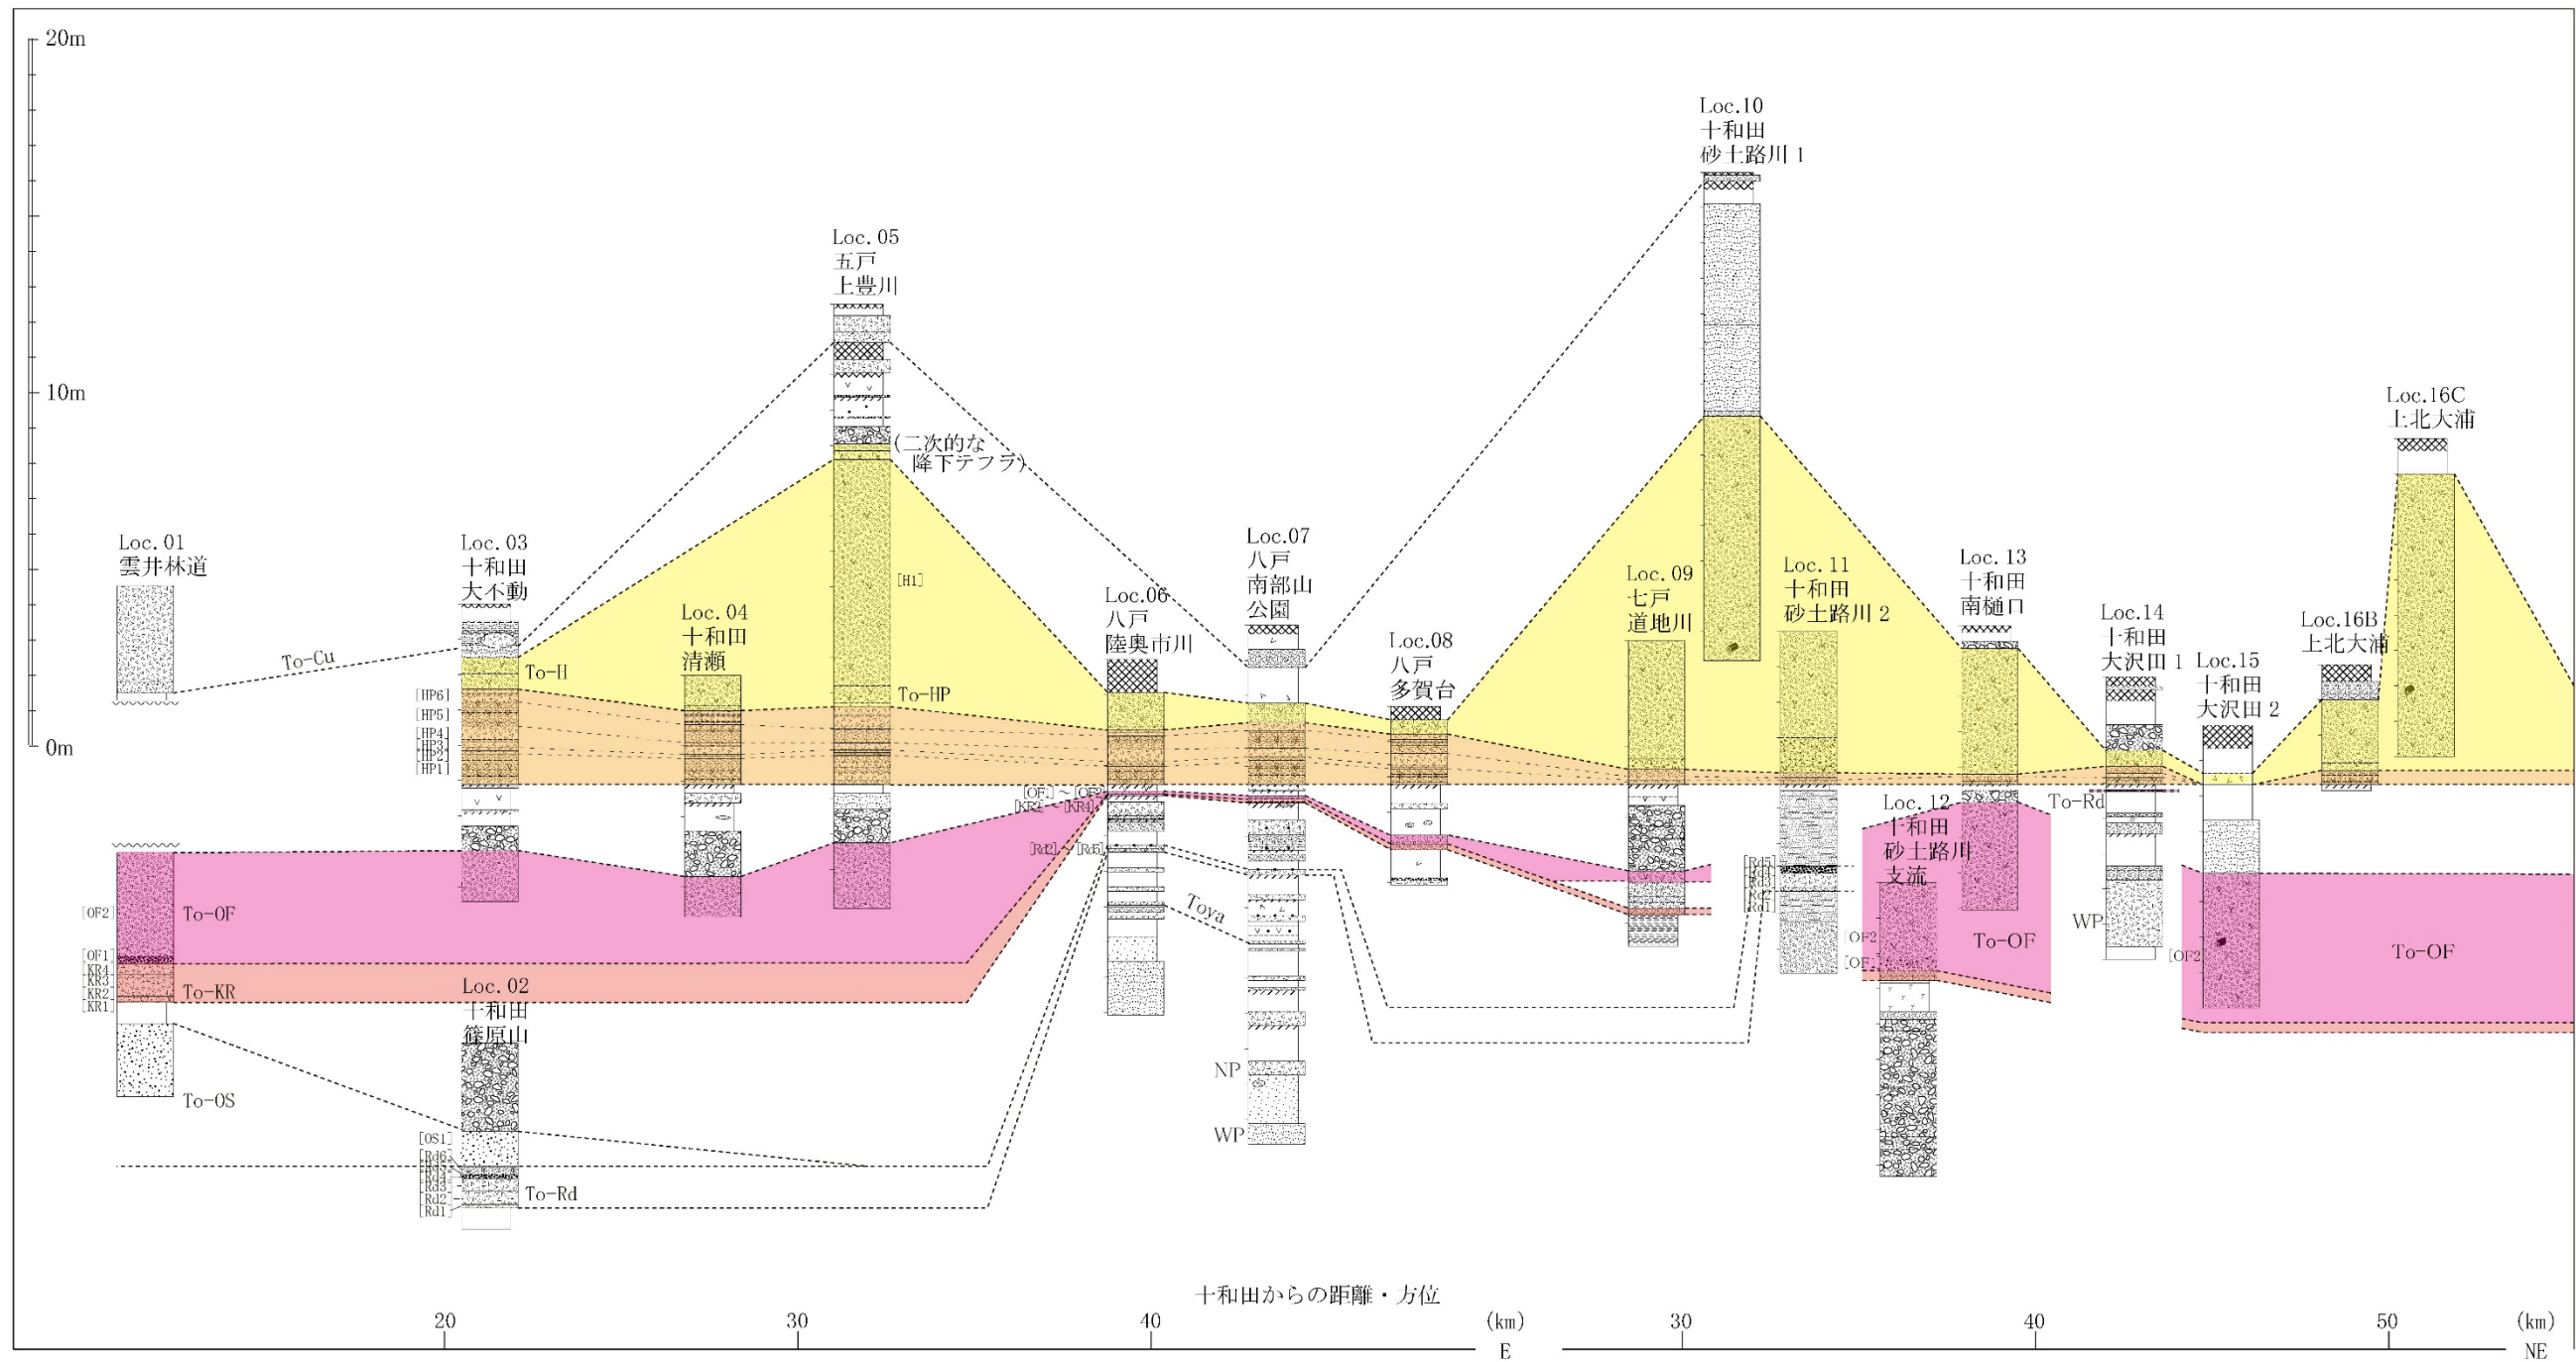 20m
10m
0m
Loc. 01
雲井林道
To-Cu
[OF2]
To-OF
[OF1]
[KR4]
[KR3]
[KR2]
[KR1]
To-KR
To-OS
Loc. 03
十和田
大不動
To-H
[HP6]
[HP5]
[HP4]
[HP3]
[HP2]
[HP1]
Loc. 02
十和田
篠原山
[OS1]
[Rd6]
[Rd5]
[Rd4]
[Rd3]
[Rd2]
[Rd1]
To-Rd
Loc. 04
十和田
清瀬
Loc. 05
五戸
上豊川
(二次的な
降下テフラ)
[H1]
To-HP
Loc.06
八戸
陸奥市川
[KR2]~[KR4]
[Rd2]~[Rd5]
Toya
Loc.07
八戸
南部山
公園
NP
WP
Loc.08
八戸
多賀台
Loc. 09
七戸
道地川
Loc.10
十和田
砂土路川 1
Loc. 11
十和田
砂土路川 2
[Rd5]
[Rd4]
[Rd3]
[Rd2]
[Rd1]
Loc. 12
十和田
砂土路川
支流
[OF2
[OF
Loc. 13
十和田
南樋口
To-OF
Loc. 14
十和田
大沢田 1
To-Rd
WP
Loc.15
十和田
大沢田 2
[OF2
Loc.16B
上北大浦
Loc.16C
上北大浦
To-OF
十和田からの距離・方位
20
30
40
(km)
E
30
40
50
(km)
NE